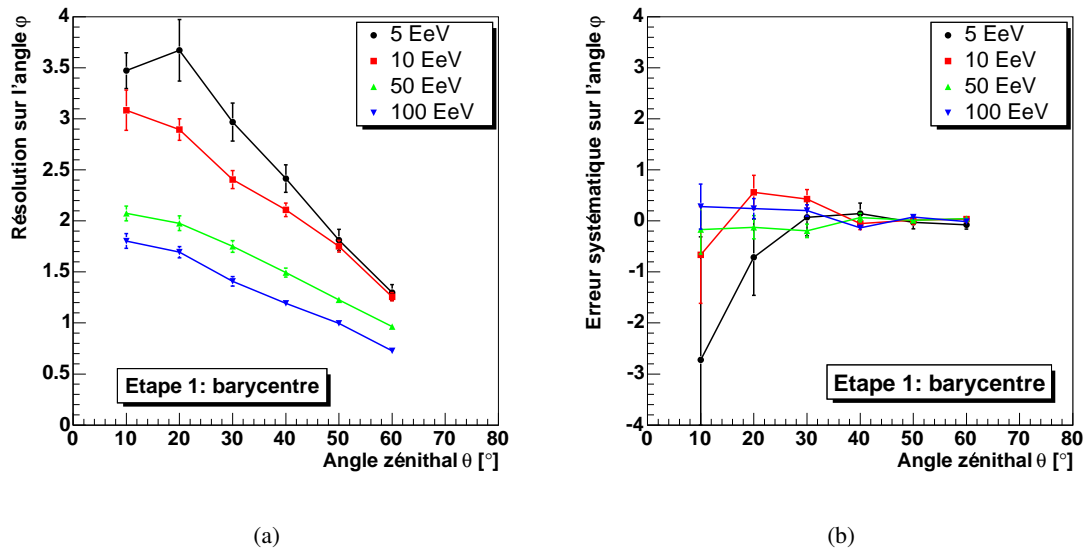 Résolution sur l'angle φ
4
3.5
3
2.5
2
1.5
1
0.5
0
5 EeV
10 EeV
50 EeV
100 EeV
Etape 1: barycentre
0 10 20 30 40 50 60 70 80
Angle zénithal θ [°]
(a)
Erreur systématique sur l'angle φ
4
3
2
1
0
-1
-2
-3
-4
5 EeV
10 EeV
50 EeV
100 EeV
Etape 1: barycentre
0 10 20 30 40 50 60 70 80
Angle zénithal θ [°]
(b)